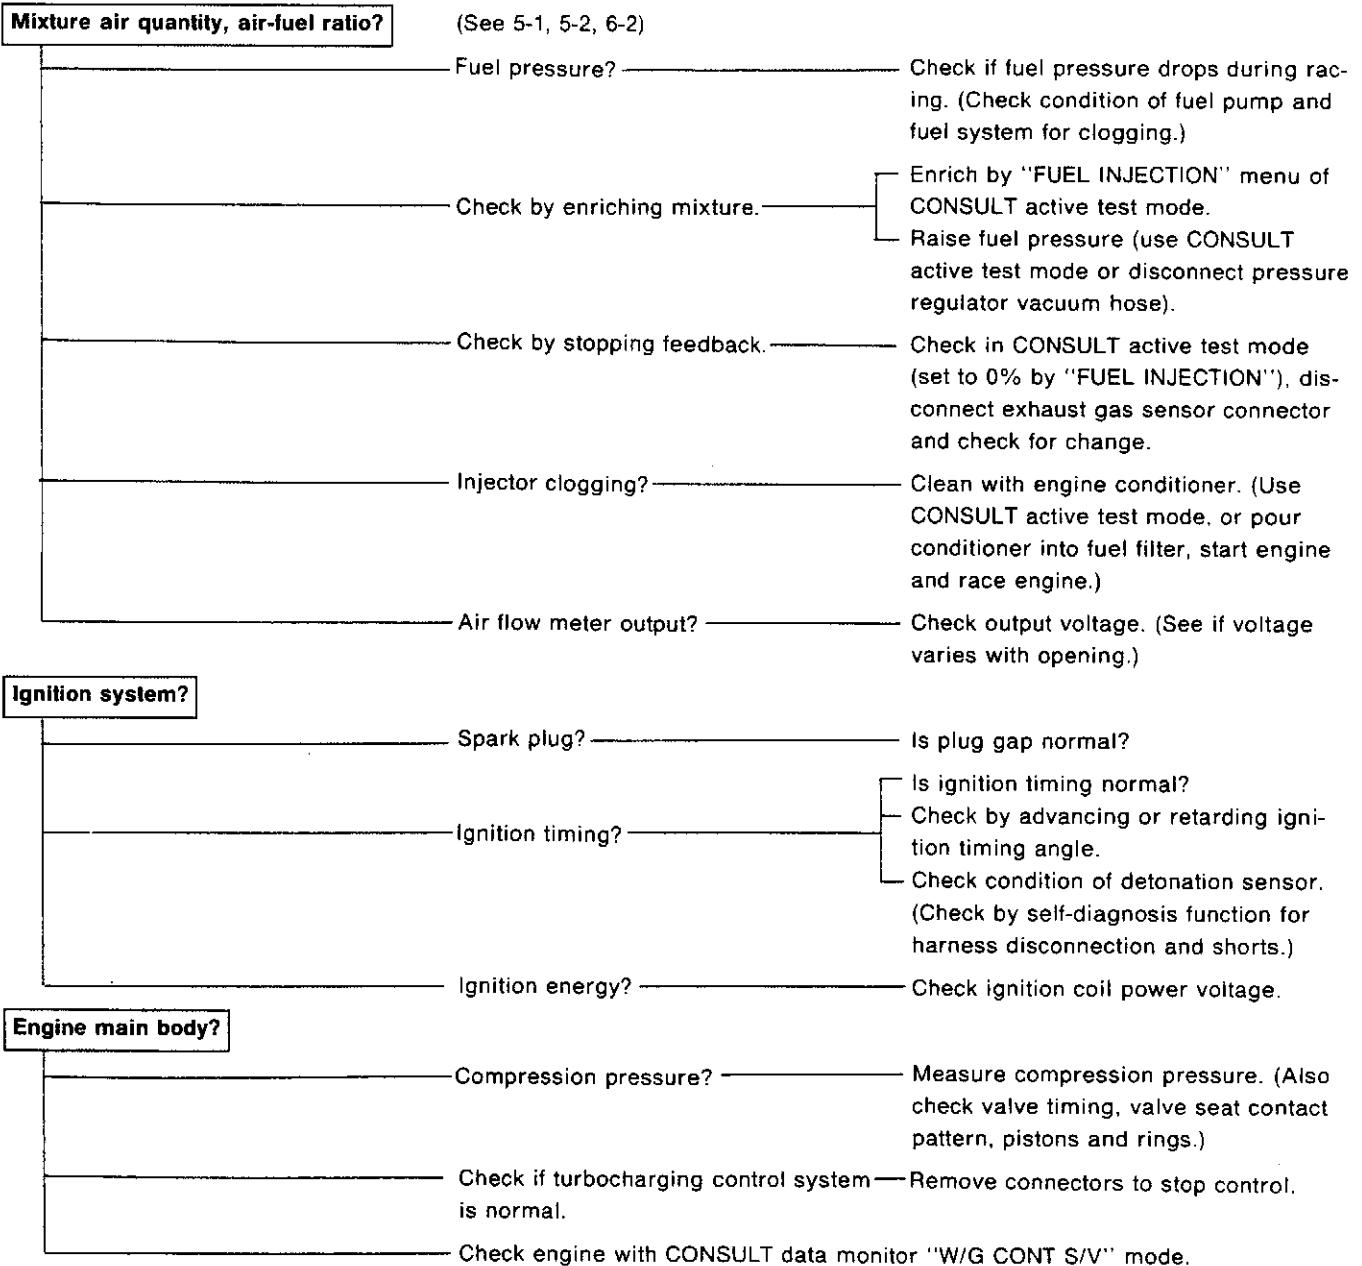 Mixture air quantity, air-fuel ratio? (See 5-1, 5-2, 6-2)
Fuel pressure? Check if fuel pressure drops during rac-
ing. (Check condition of fuel pump and
fuel system for clogging.)
Check by enriching mixture. Enrich by "FUEL INJECTION" menu of
CONSULT active test mode.
Raise fuel pressure (use CONSULT
active test mode or disconnect pressure
regulator vacuum hose).
Check by stopping feedback. Check in CONSULT active test mode
(set to 0% by "FUEL INJECTION"), dis-
connect exhaust gas sensor connector
and check for change.
Injector clogging? Clean with engine conditioner. (Use
CONSULT active test mode, or pour
conditioner into fuel filter, start engine
and race engine.)
Air flow meter output? Check output voltage. (See if voltage
varies with opening.)
Ignition system?
Spark plug? Is plug gap normal?
Ignition timing? Is ignition timing normal?
Check by advancing or retarding igni-
tion timing angle.
Check condition of detonation sensor.
(Check by self-diagnosis function for
harness disconnection and shorts.)
Ignition energy? Check ignition coil power voltage.
Engine main body?
Compression pressure? Measure compression pressure. (Also
check valve timing, valve seat contact
pattern, pistons and rings.)
Check if turbocharging control system Remove connectors to stop control.
is normal.
Check engine with CONSULT data monitor "W/G CONT S/V" mode.